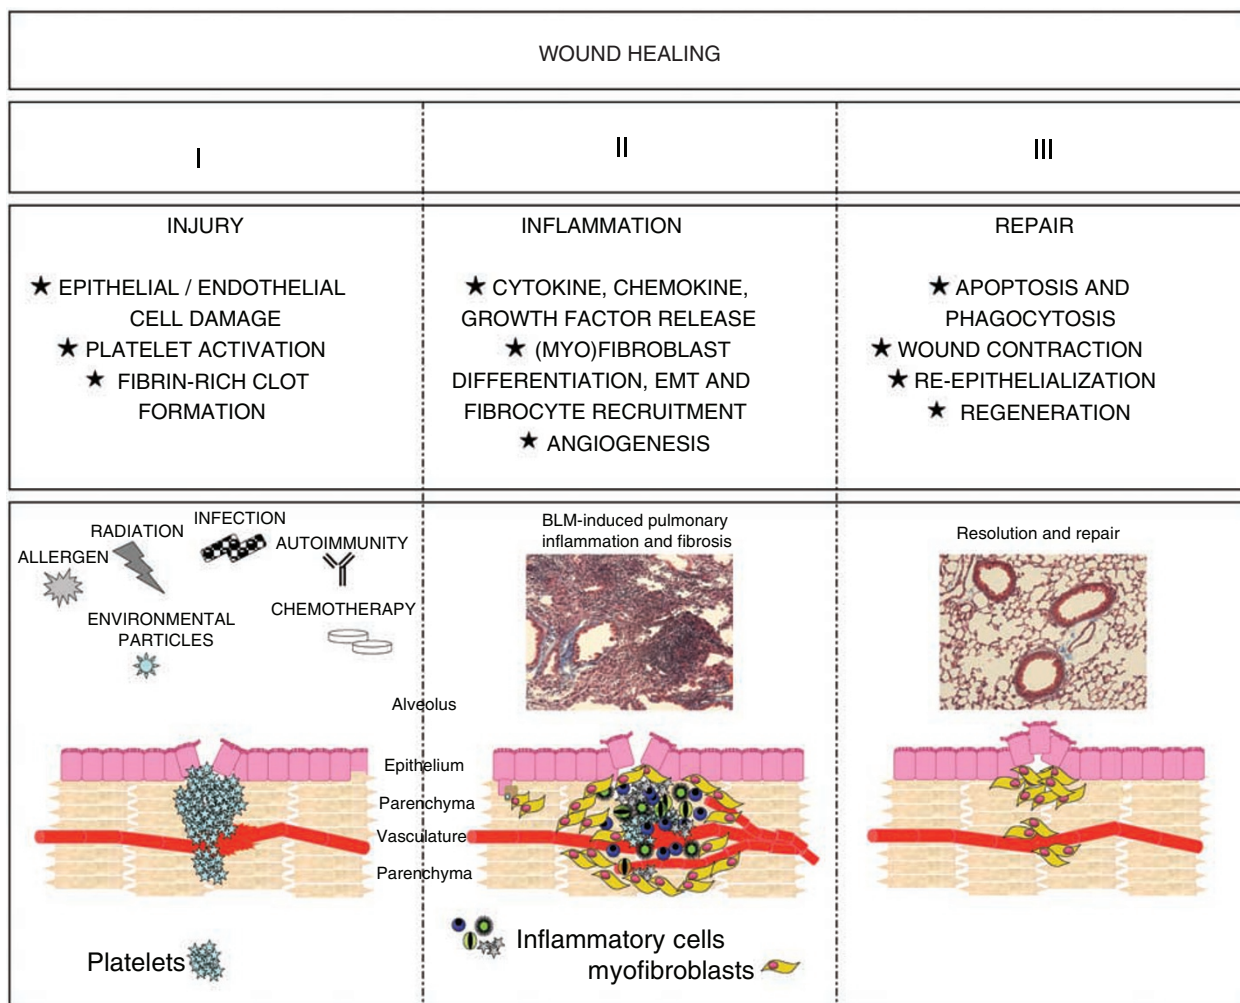 WOUND HEALING
I
II
III
INJURY
★ EPITHELIAL / ENDOTHELIAL
CELL DAMAGE
★ PLATELET ACTIVATION
★ FIBRIN-RICH CLOT
FORMATION
INFLAMMATION
★ CYTOKINE, CHEMOKINE,
GROWTH FACTOR RELEASE
★ (MYO)FIBROBLAST
DIFFERENTIATION, EMT AND
FIBROCYTE RECRUITMENT
★ ANGIOGENESIS
REPAIR
★ APOPTOSIS AND
PHAGOCYTOSIS
★ WOUND CONTRACTION
★ RE-EPITHELIALIZATION
★ REGENERATION
ALLERGEN
RADIATION
INFECTION
AUTOIMMUNITY
ENVIRONMENTAL
PARTICLES
CHEMOTHERAPY
BLM-induced pulmonary
inflammation and fibrosis
Resolution and repair
Alveolus
Epithelium
Parenchyma
Vasculature
Parenchyma
Platelets
Inflammatory cells
myofibroblasts